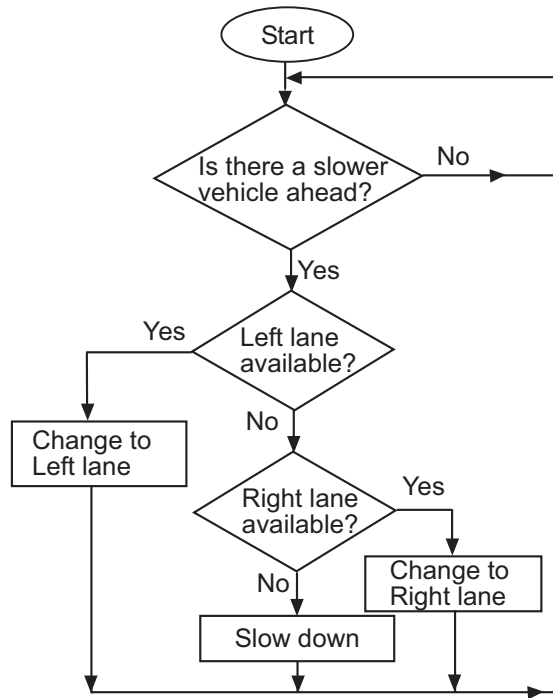 Start
Is there a slower
vehicle ahead?
No
Yes
Yes
Left lane
available?
No
Change to
Left lane
Right lane
available?
Yes
No
Change to
Right lane
Slow down